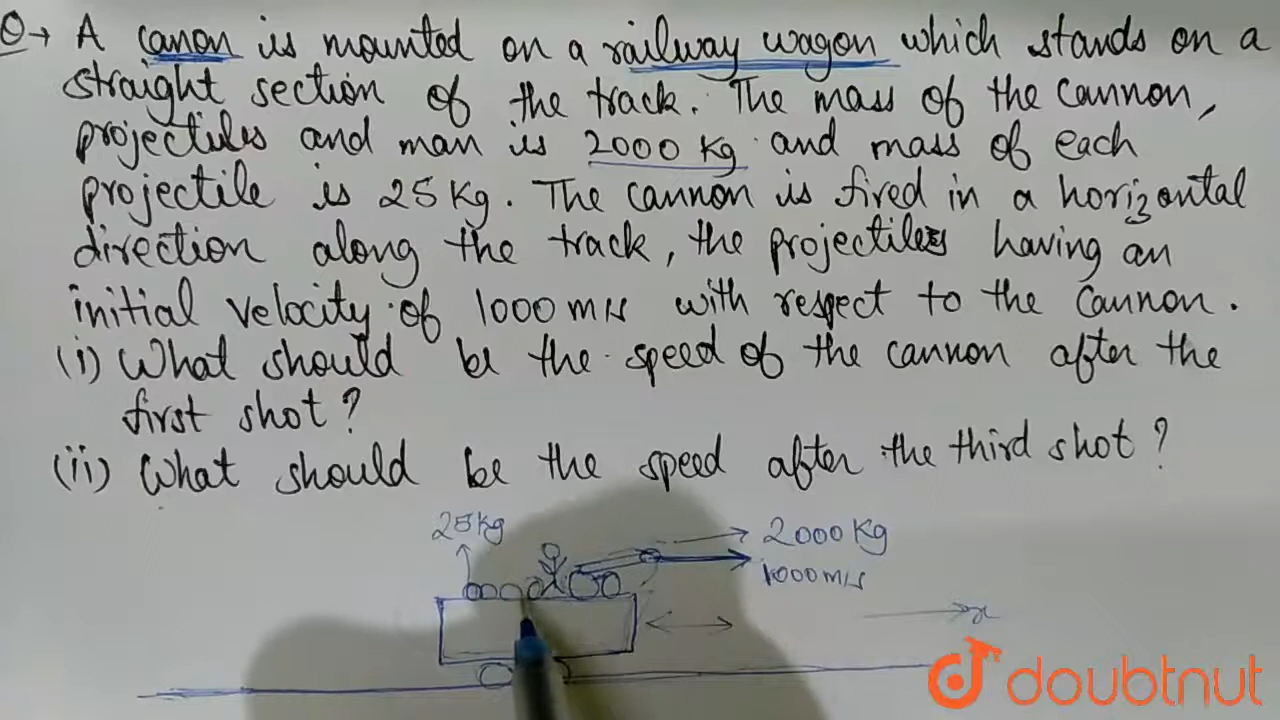 Q→ A canon is mounted on a railway wagon which stands on a
straight section of the track. The mass of the cannon,
projectiles and man is 2000 kg and mass of each
projectile is 25 kg. The cannon is fired in a horizontal
direction along the track, the projectiles having an
initial velocity of 1000 m/s with respect to the cannon.
(i) What should be the speed of the cannon after the
first shot?
(ii) What should be the speed after the third shot?
25kg
2000 kg
1000 m/s
x
doubtnut